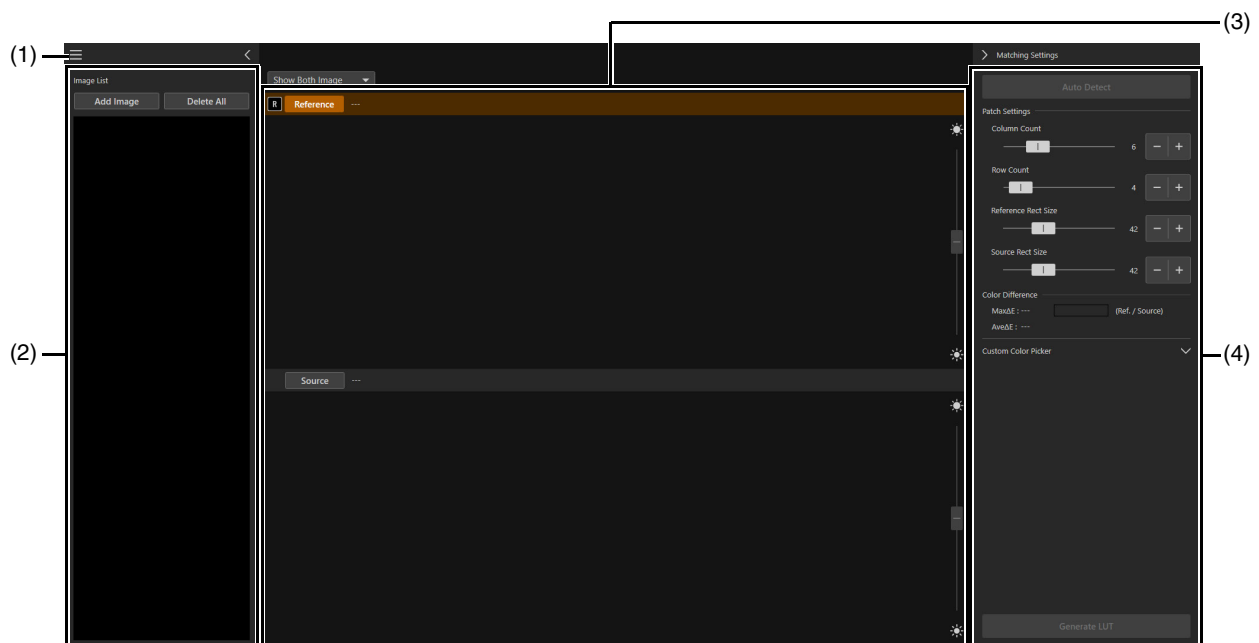 (3)
(1)
Matching Settings
Image List
Show Both Image
Auto Detect
Add Image Delete All
R Reference ---
Patch Settings
Column Count
6 − +
Row Count
4 − +
Reference Rect Size
42 − +
Source Rect Size
42 − +
Color Difference
MaxΔE : --- (Ref. / Source)
AveΔE : ---
(2)
Custom Color Picker
(4)
Source ---
Generate LUT